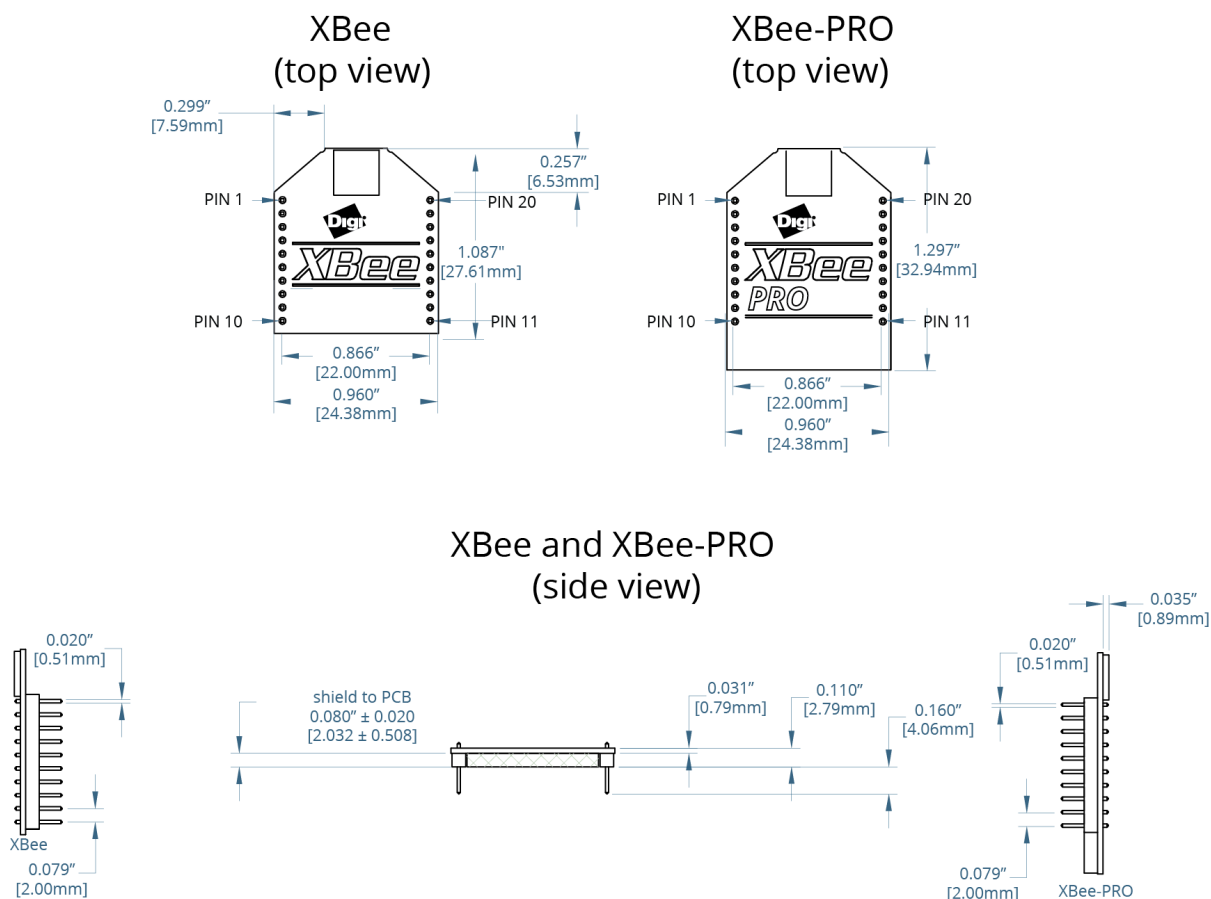 XBee
(top view)
XBee-PRO
(top view)
0.299”
[7.59mm]
0.257”
[6.53mm]
PIN 1
PIN 20
Digi
XBee
1.087"
[27.61mm]
PIN 10
PIN 11
0.866”
[22.00mm]
0.960”
[24.38mm]
PIN 1
PIN 20
Digi
XBee
PRO
1.297”
[32.94mm]
PIN 10
PIN 11
0.866”
[22.00mm]
0.960”
[24.38mm]
XBee and XBee-PRO
(side view)
0.020”
[0.51mm]
XBee
0.079”
[2.00mm]
shield to PCB
0.080” ± 0.020
[2.032 ± 0.508]
0.031”
[0.79mm]
0.110”
[2.79mm]
0.160”
[4.06mm]
0.035”
[0.89mm]
0.020”
[0.51mm]
0.079”
[2.00mm]
XBee-PRO